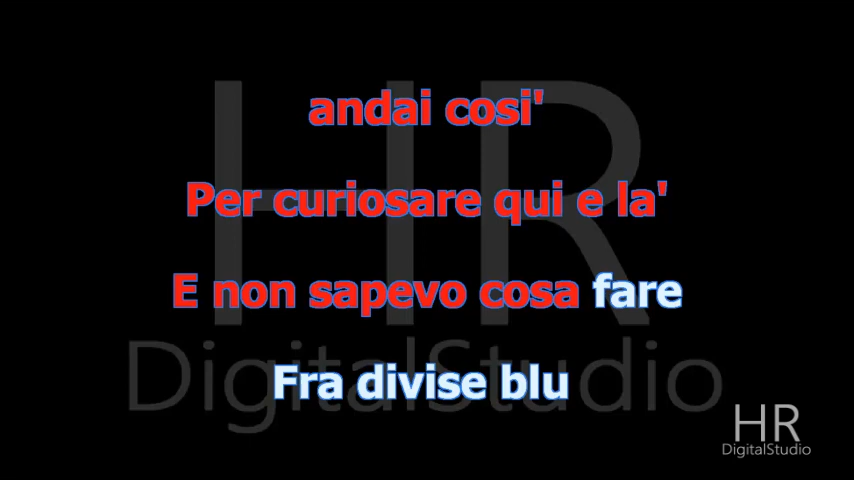 andai cosi'
Per curiosare qui e la'
E non sapevo cosa fare
Fra divise blu
HR
DigitalStudio
HR
DigitalStudio